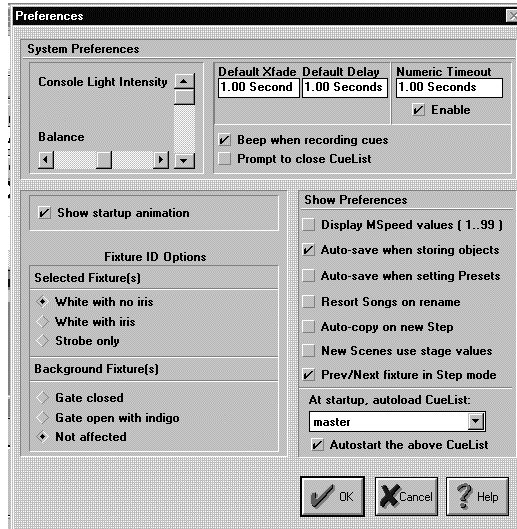 Preferences
System Preferences
Console Light Intensity
Balance
Default Xfade Default Delay Numeric Timeout
1.00 Second 1.00 Seconds 1.00 Seconds
Enable
Beep when recording cues
Prompt to close CueList
Show startup animation
Fixture ID Options
Selected Fixture(s)
White with no iris
White with iris
Strobe only
Background Fixture(s)
Gate closed
Gate open with indigo
Not affected
Show Preferences
Display MSpeed values ( 1..99 )
Auto-save when storing objects
Auto-save when setting Presets
Resort Songs on rename
Auto-copy on new Step
New Scenes use stage values
Prev/Next fixture in Step mode
At startup, autoload CueList:
master
Autostart the above CueList
OK Cancel Help